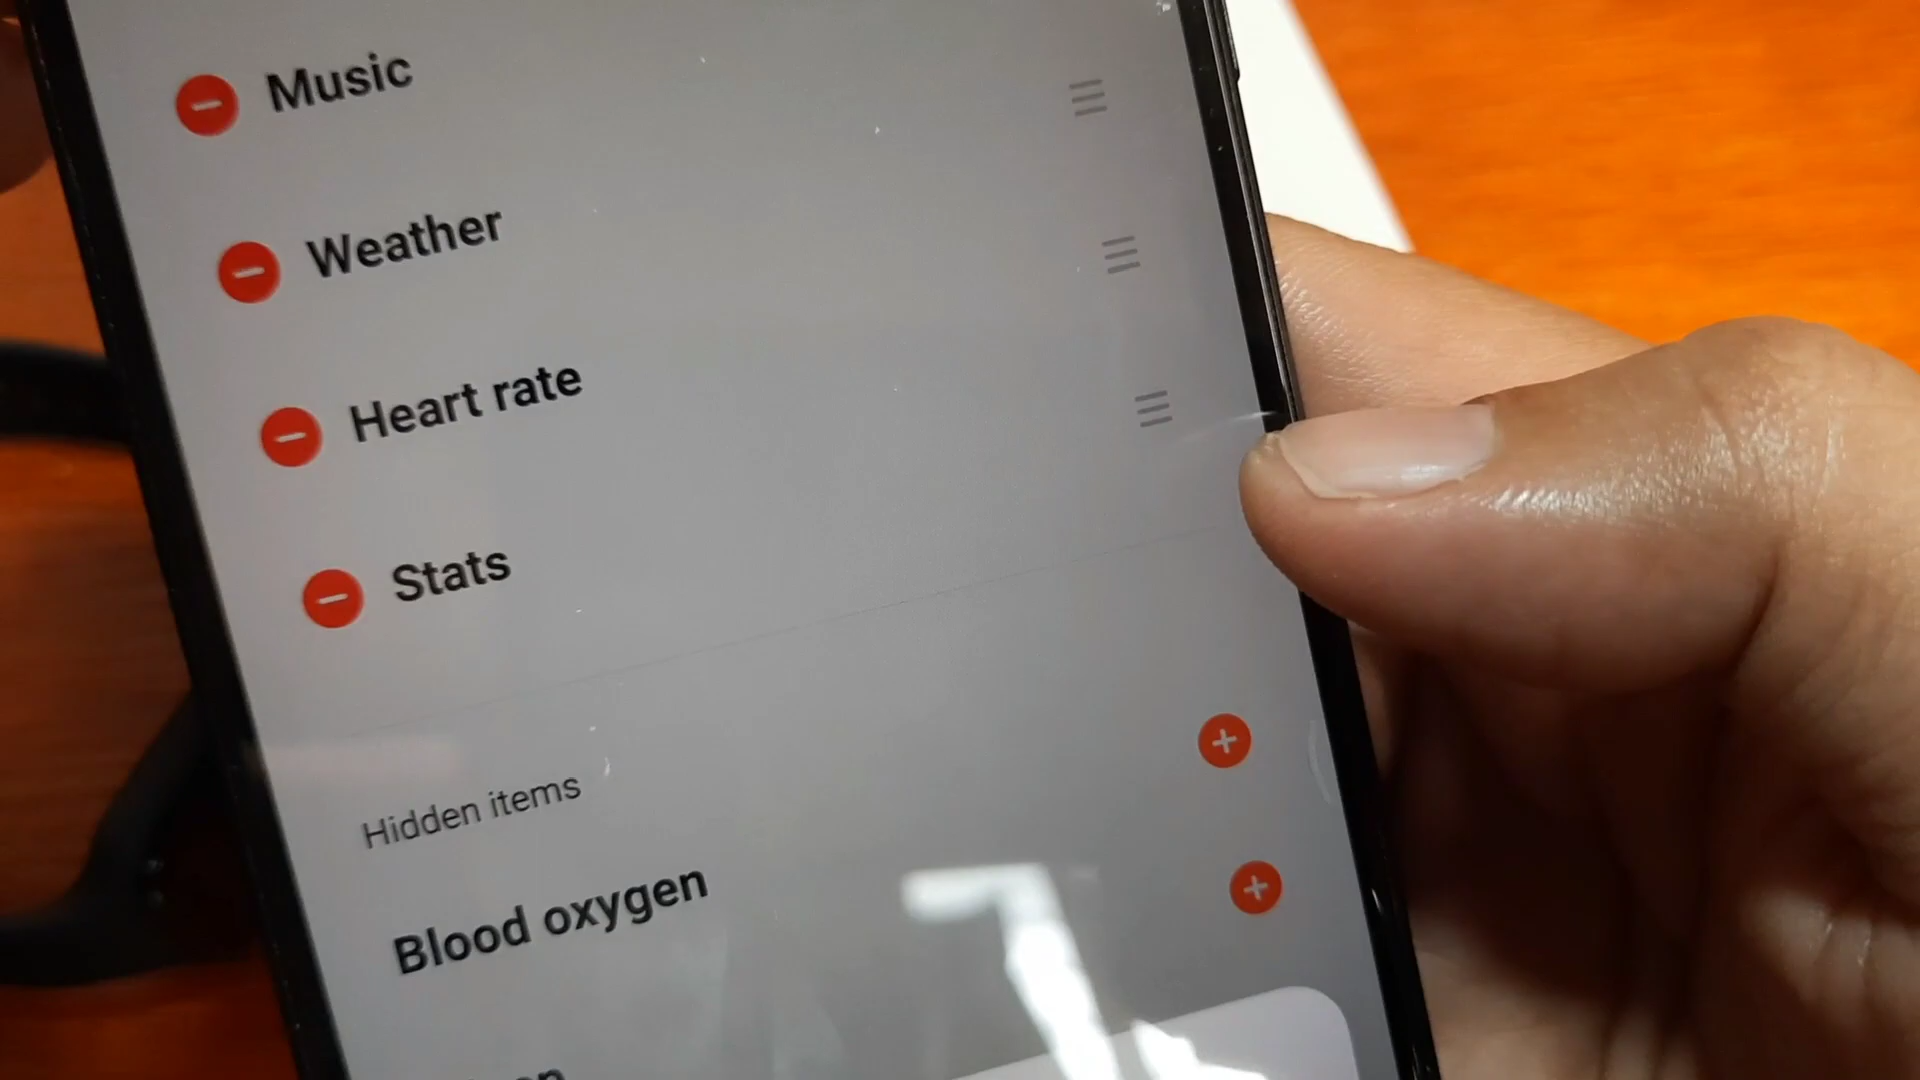 Music
Weather
Heart rate
Stats
Hidden items
Blood oxygen